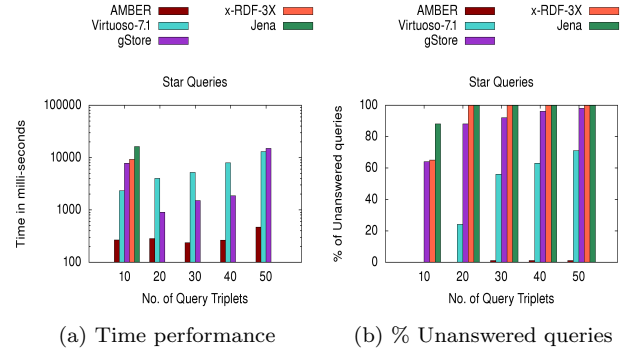 AMBER
Virtuoso-7.1
gStore
x-RDF-3X
Jena
Star Queries
Time in milli-seconds
100000
10000
1000
100
10 20 30 40 50
No. of Query Triplets
(a) Time performance
AMBER
Virtuoso-7.1
gStore
x-RDF-3X
Jena
Star Queries
% of Unanswered queries
100
80
60
40
20
0
10 20 30 40 50
No. of Query Triplets
(b) % Unanswered queries